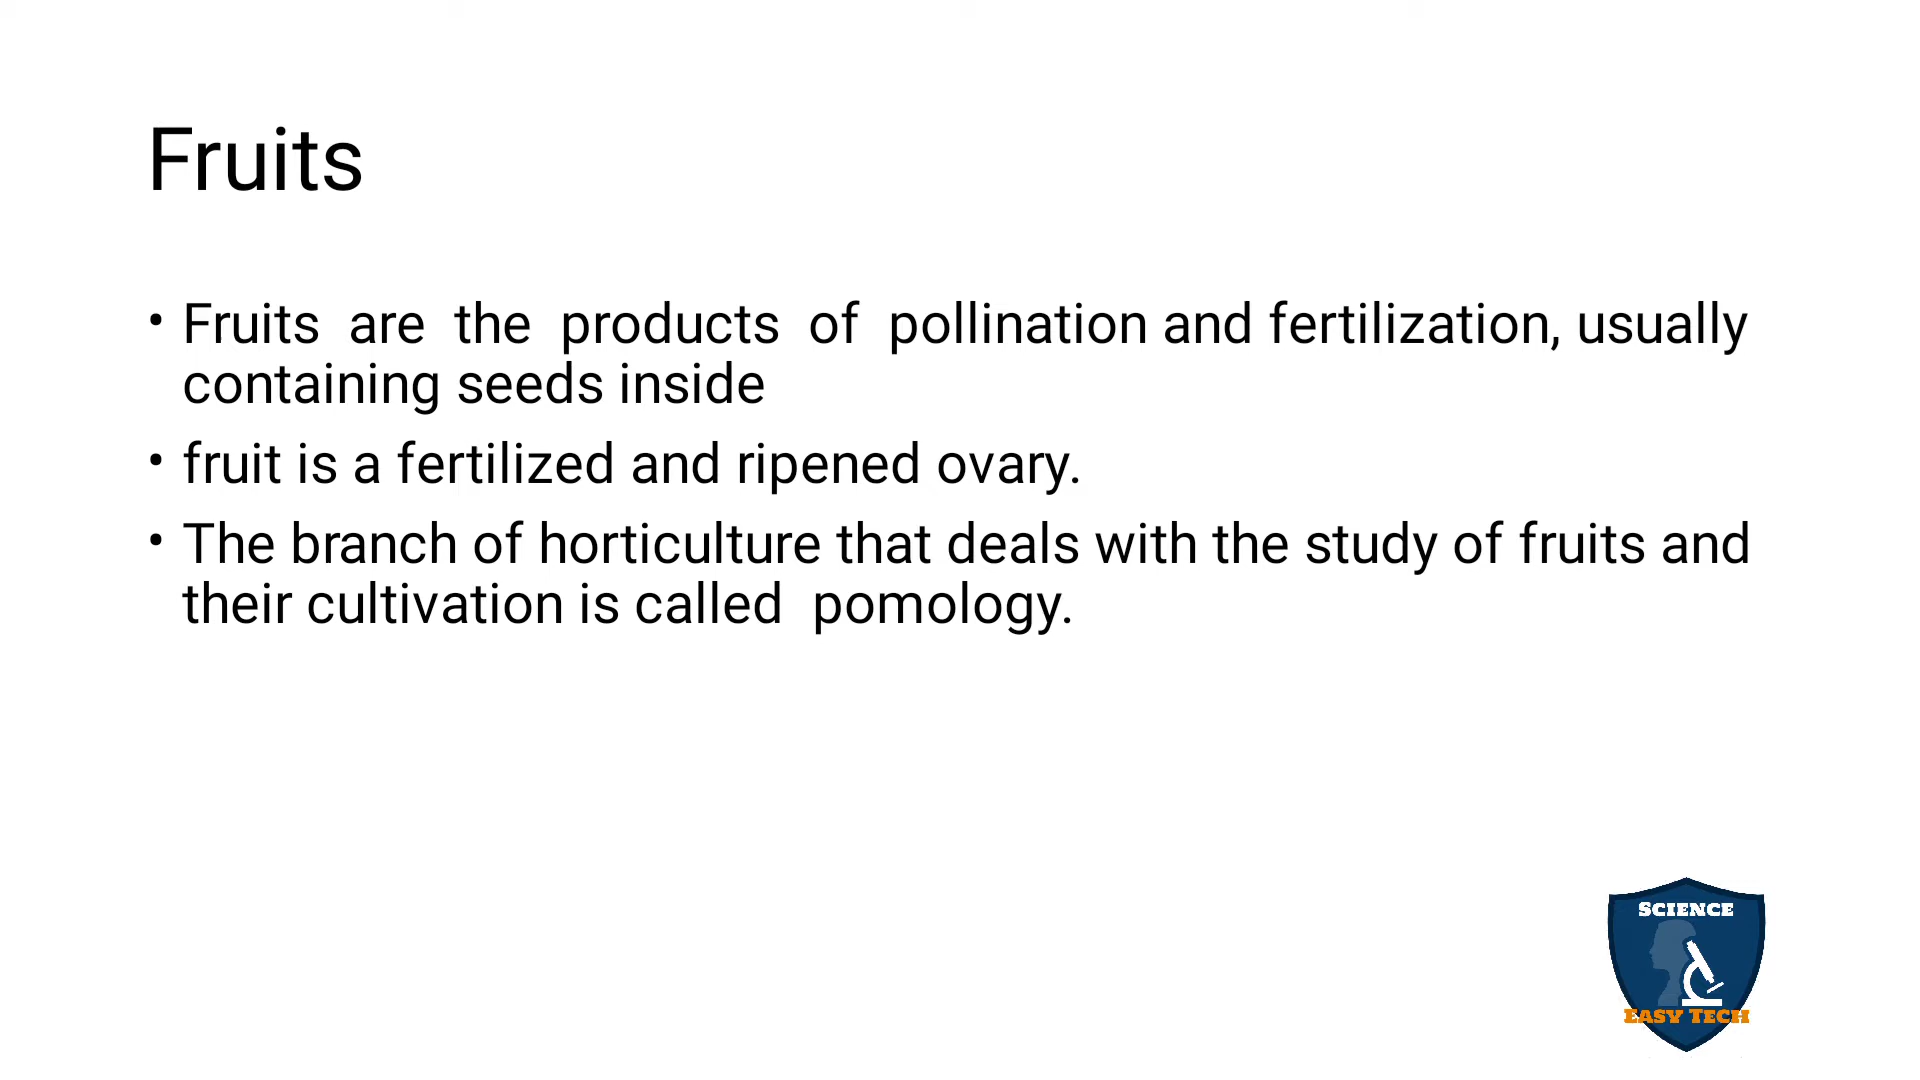 Fruits
• Fruits  are  the  products  of  pollination and fertilization, usually
containing seeds inside
• fruit is a fertilized and ripened ovary.
• The branch of horticulture that deals with the study of fruits and
their cultivation is called  pomology.
SCIENCE
EASY TECH